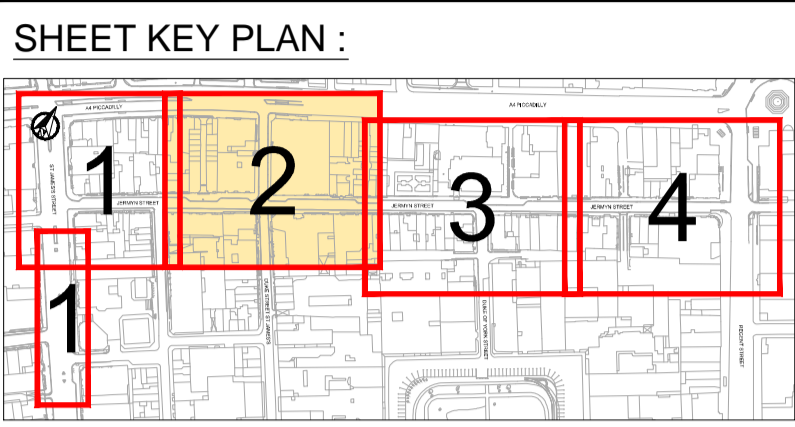 SHEET KEY PLAN :
A4 PICCADILLY
A4 PICCADILLY
ST JAMES'S STREET
1
2
3
4
JERMYN STREET
JERMYN STREET
JERMYN STREET
1
DUKE STREET ST JAMES'S
DUKE OF YORK STREET
REGENT STREET